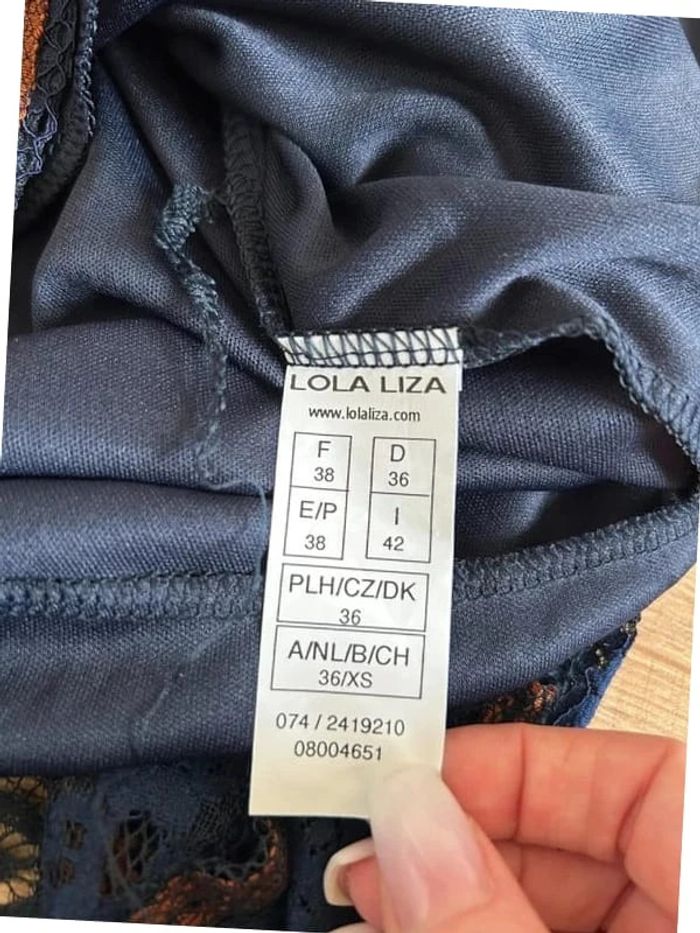 LOLA LIZA
www.lolaliza.com
F D
38 36
E/P I
38 42
PLH/CZ/DK
36
A/NL/B/CH
36/XS
074 / 2419210
08004651